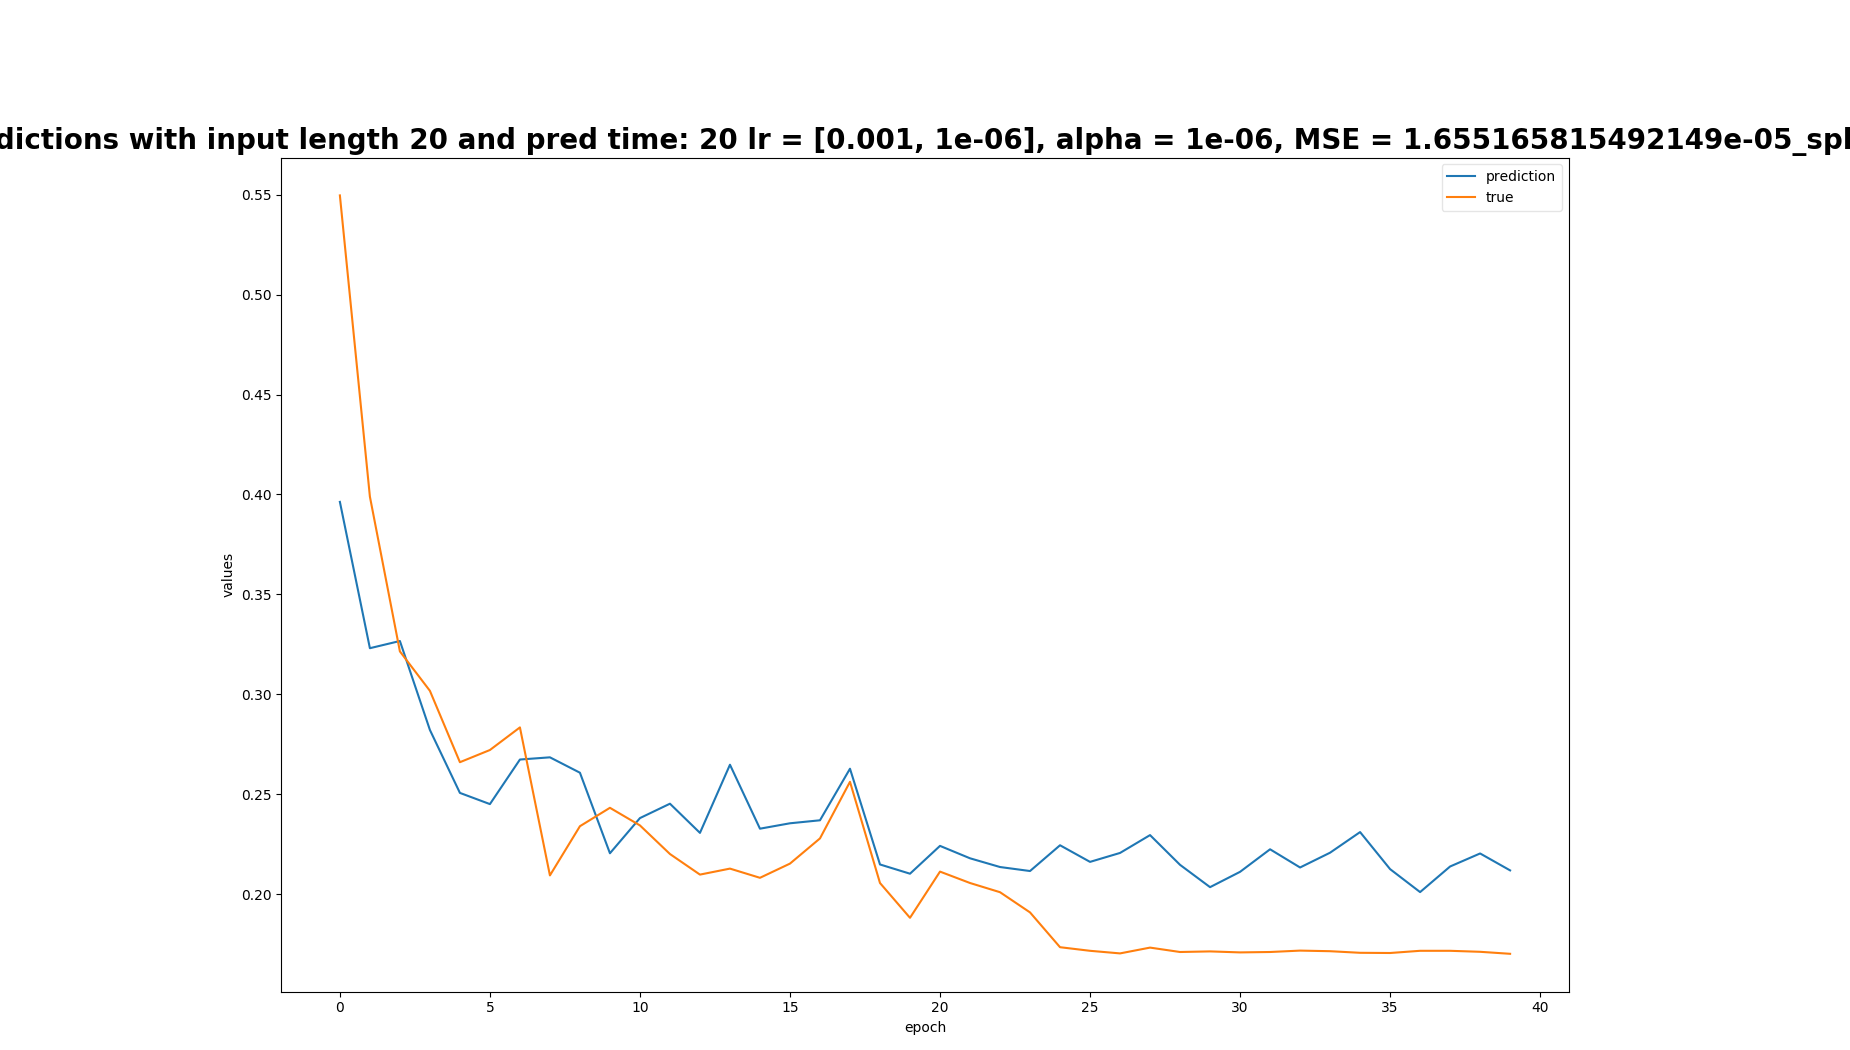 dictions with input length 20 and pred time: 20 lr = [0.001, 1e-06], alpha = 1e-06, MSE = 1.655165815492149e-05_spl
prediction
true
0.55
0.50
0.45
0.40
0.35
0.30
0.25
0.20
values
0 5 10 15 20 25 30 35 40
epoch